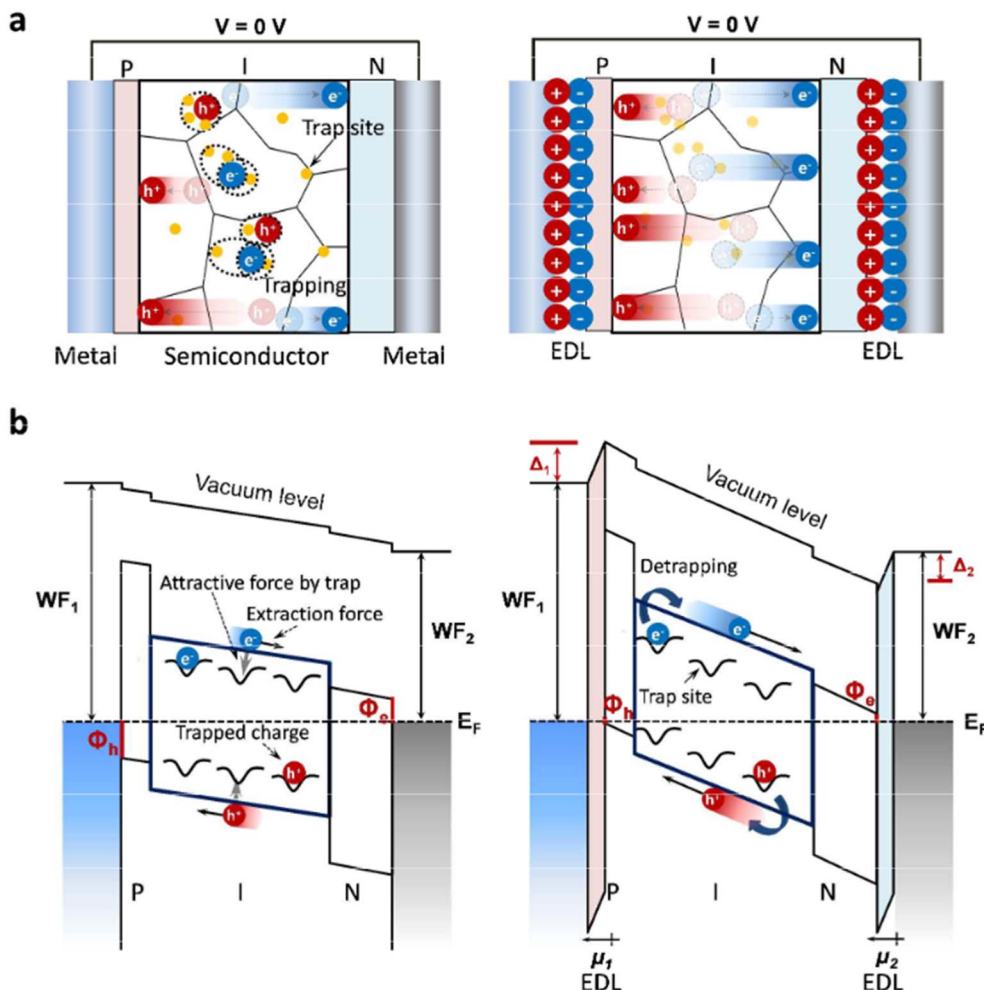 a
V = 0 V
V = 0 V
P I N
P I N
h⁺ e⁻ e⁻
Trap site
e⁻
h⁺ h⁺
h⁺
e⁻
Trapping
h⁺ h⁺ e⁻ e⁻
Metal Semiconductor Metal
+ - h⁺ h⁺ e⁻ e⁻ + -
+ -  + -
+ - e⁻ e⁻ + -
+ - h⁺ h⁺ + -
+ - h⁺ h⁺ + -
+ - e⁻ e⁻ + -
+ -  + -
+ - h⁺ h⁺ e⁻ e⁻ + -
+ -  + -
EDL EDL
b
Vacuum level
WF₁
Attractive force by trap
Extraction force
e⁻
e⁻
WF₂
Φₑ
Φₕ
Trapped charge
h⁺
h⁺
P I N
Δ₁
Vacuum level
Δ₂
Detrapping
WF₁
e⁻
e⁻
WF₂
Trap site
Φₑ
Φₕ
E_F
h⁺
h⁺
P I N
μ₁ μ₂
EDL EDL